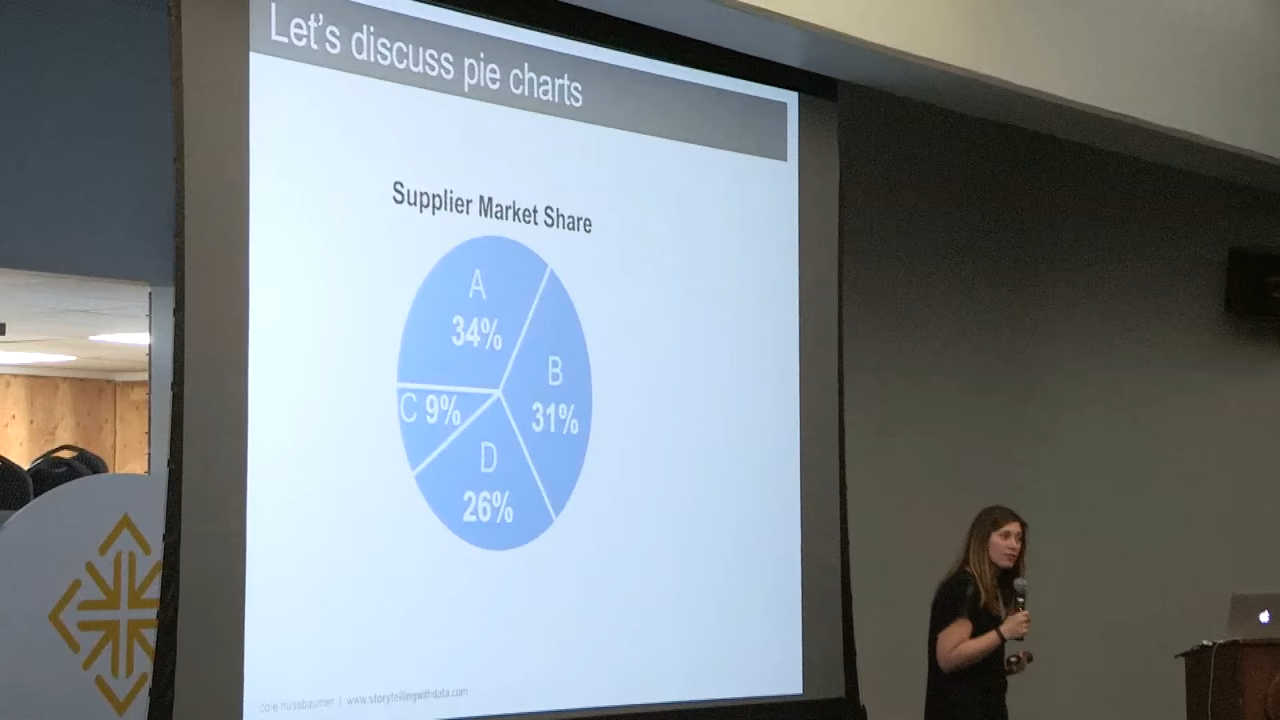 Let's discuss pie charts
Supplier Market Share
A
34%
B
31%
C 9%
D
26%
cole nussbaumer | www.storytellingwithdata.com